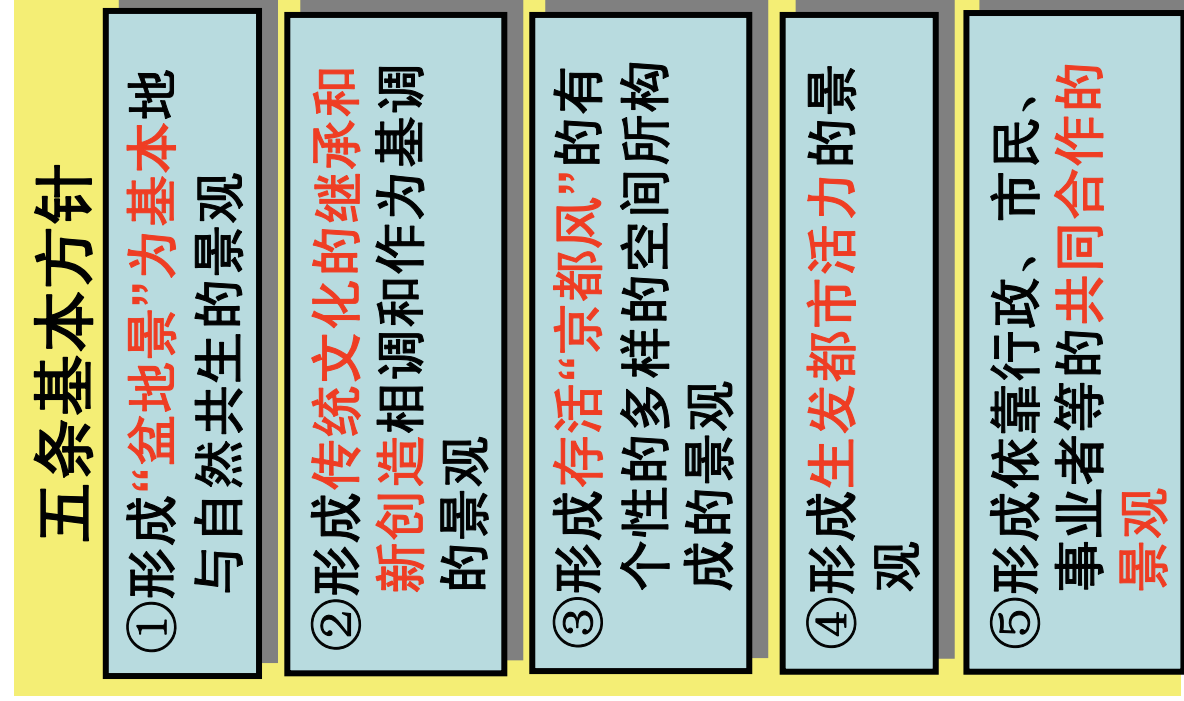 五条基本方针
①形成“盆地景”为基本地
与自然共生的景观
②形成传统文化的继承和
新创造相调和作为基调
的景观
③形成存活“京都风”的有
个性的多样的空间所构
成的景观
④形成生发都市活力的景
观
⑤形成依靠行政、市民、
事业者等的共同合作的
景观